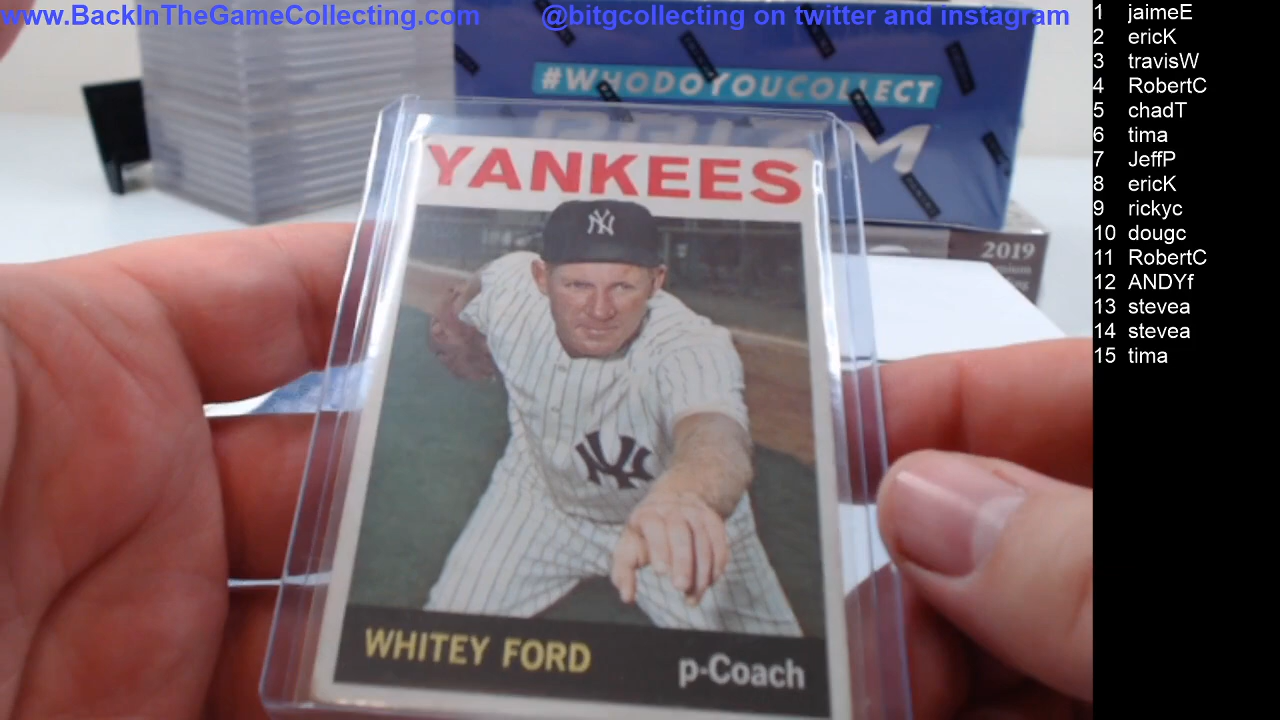 www.BackInTheGameCollecting.com @bitgcollecting on twitter and instagram
#WHODOYOUCOLLECT
PRIZM
2019
YANKEES
NY
NY
WHITEY FORD
p-Coach
1 jaimeE
2 ericK
3 travisW
4 RobertC
5 chadT
6 tima
7 JeffP
8 ericK
9 rickyc
10 dougc
11 RobertC
12 ANDYf
13 stevea
14 stevea
15 tima